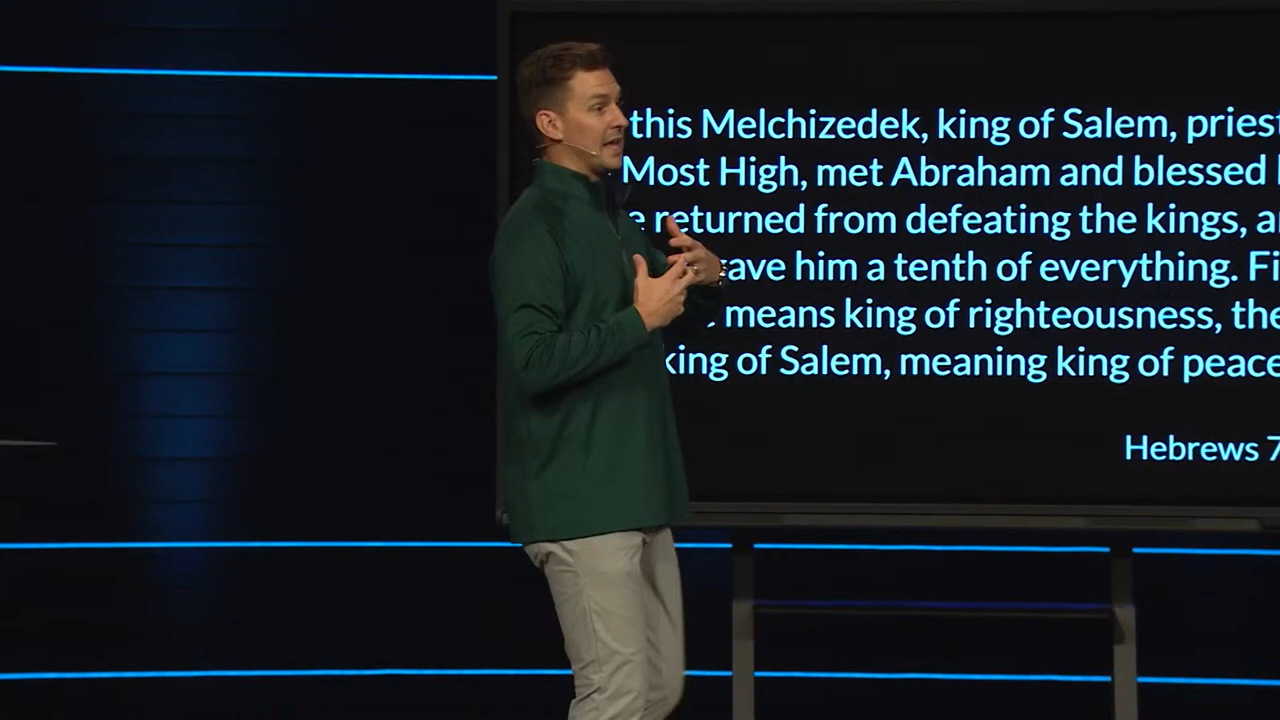 this Melchizedek, king of Salem, priest
Most High, met Abraham and blessed
returned from defeating the kings,
him a tenth of everything.
means king of righteousness,
king of Salem, meaning king of peace
Hebrews 7